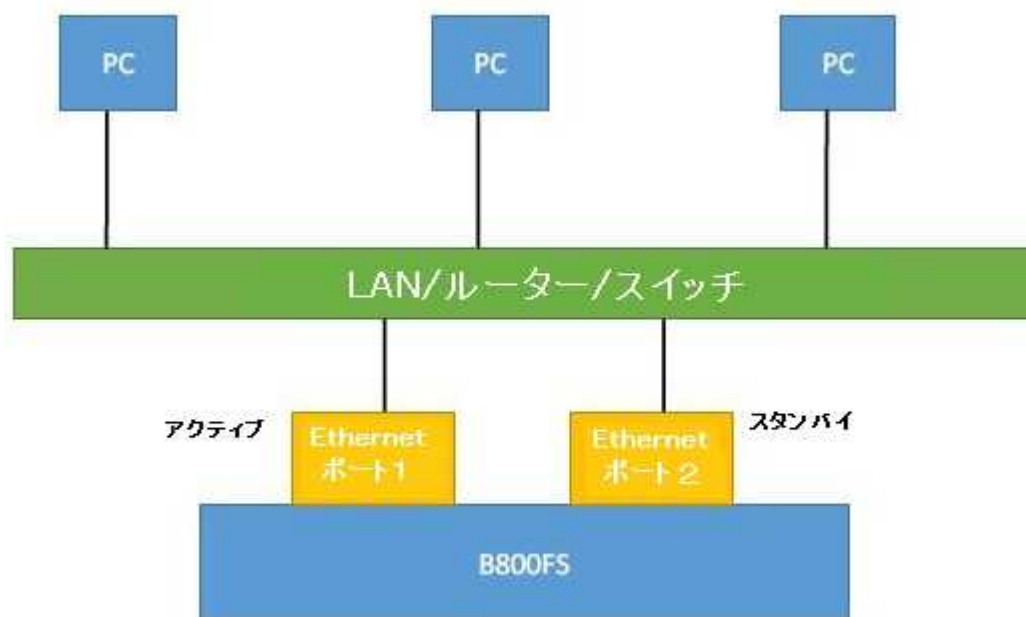 PC
PC
PC
LAN/ルーター/スイッチ
アクティブ
Ethernet
ポート1
Ethernet
ポート２
スタンバイ
B800FS